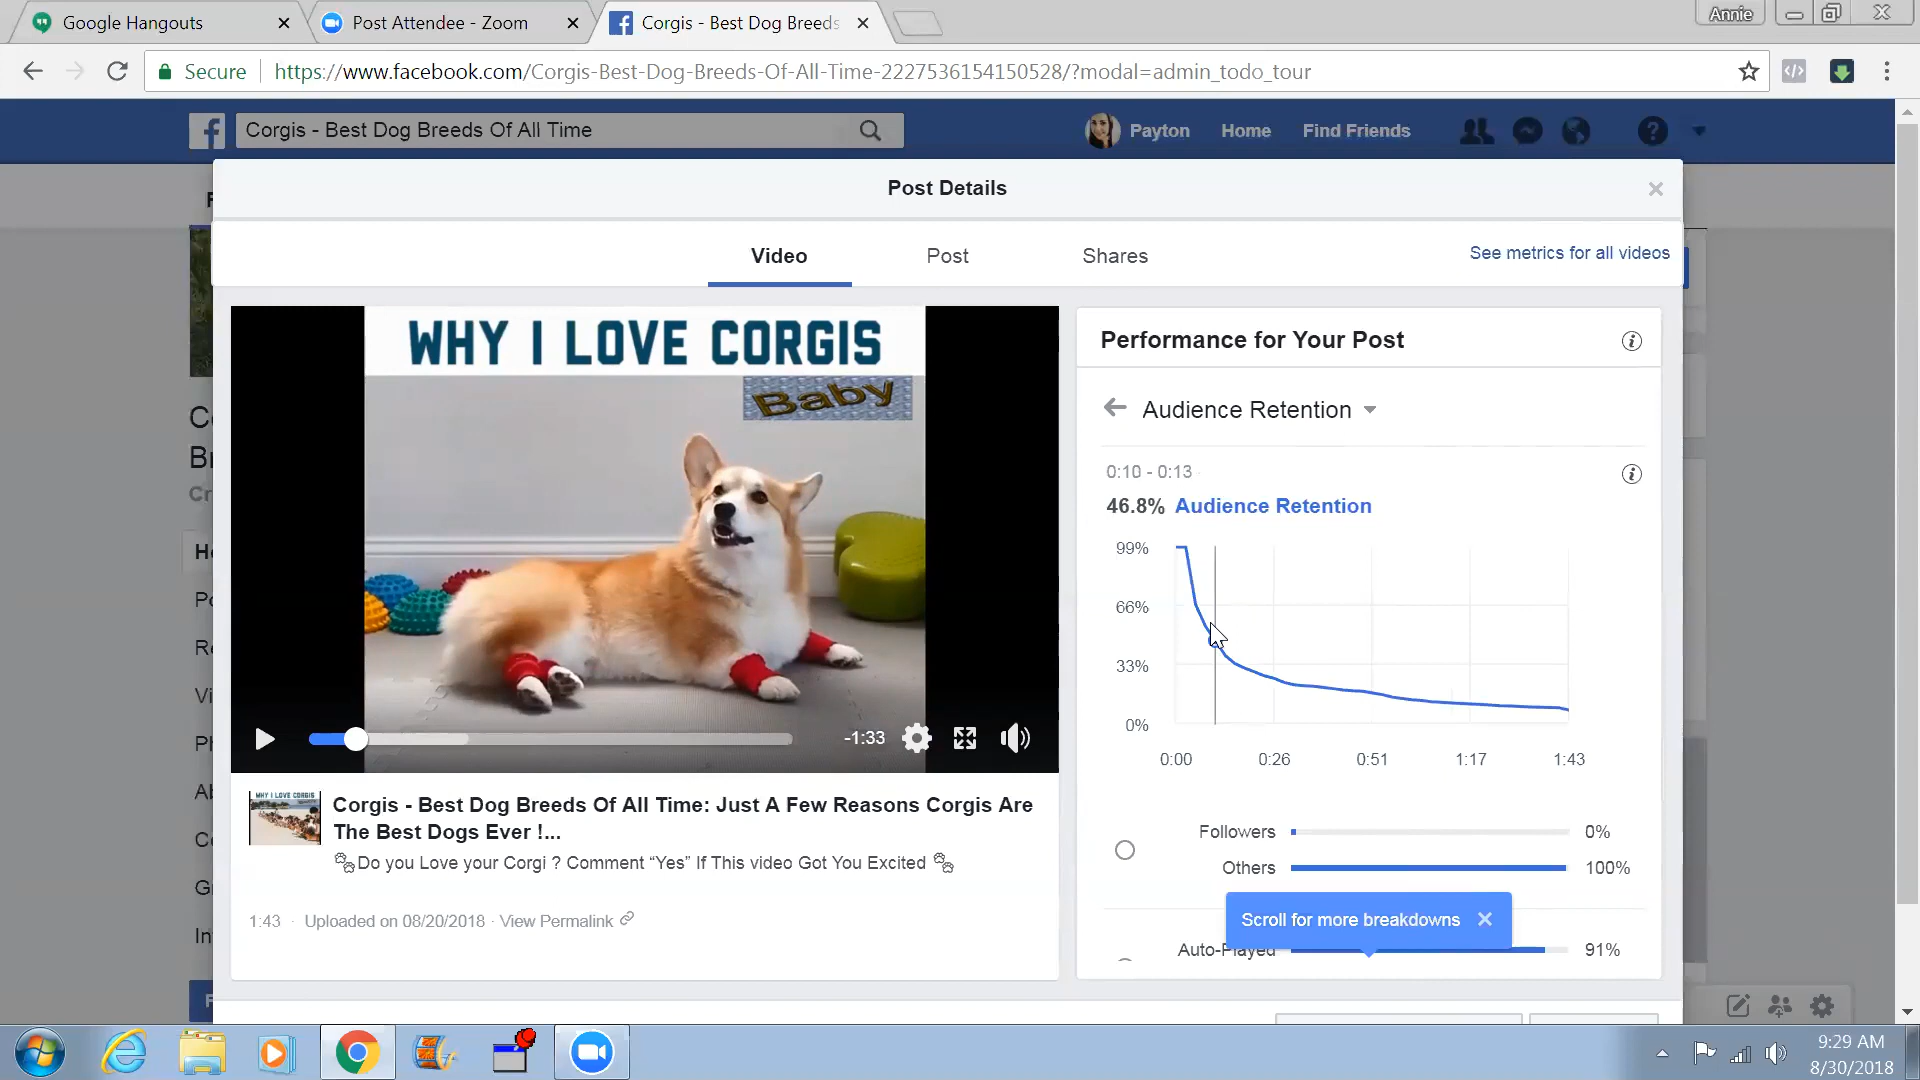 Google Hangouts
Post Attendee - Zoom
Corgis - Best Dog Breeds
Annie
Secure
https://www.facebook.com/Corgis-Best-Dog-Breeds-Of-All-Time-2227536154150528/?modal=admin_todo_tour
Corgis - Best Dog Breeds Of All Time
Payton
Home
Find Friends
Post Details
Video
Post
Shares
See metrics for all videos
WHY I LOVE CORGIS
Baby
-1:33
WHY I LOVE CORGIS
Corgis - Best Dog Breeds Of All Time: Just A Few Reasons Corgis Are
The Best Dogs Ever !...
Do you Love your Corgi ? Comment “Yes” If This video Got You Excited
1:43 · Uploaded on 08/20/2018 · View Permalink
Performance for Your Post
Audience Retention
0:10 - 0:13
46.8% Audience Retention
99%
66%
33%
0%
0:00 0:26 0:51 1:17 1:43
Followers 0%
Others 100%
Scroll for more breakdowns
Auto-Played 91%
9:29 AM
8/30/2018